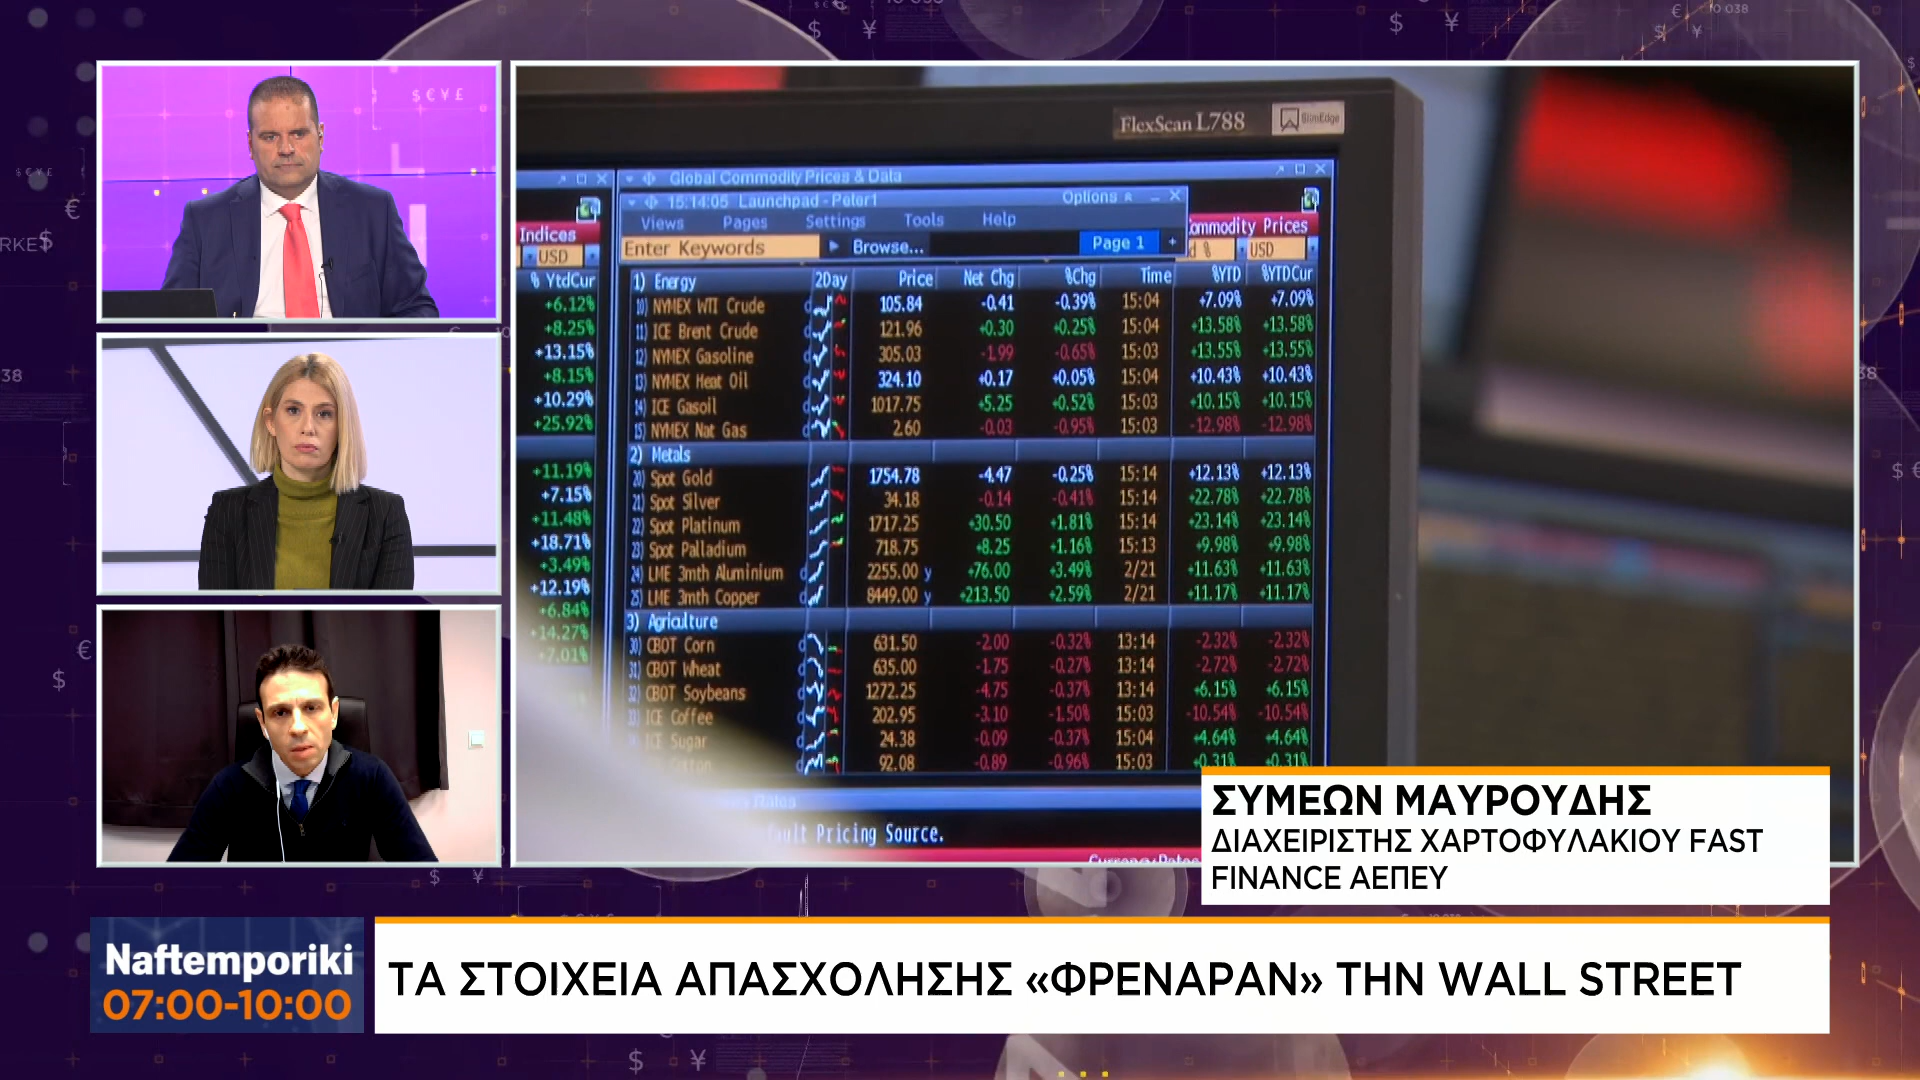 FlexScan L788
SlimEdge
Global Commodity Prices & Data
15:14:05 Launchpad - Peter1
Options
Views Pages Settings Tools Help
Enter Keywords Browse... Page 1 +
Indices
USD
% YtdCur
+6.12%
+8.25%
+13.15%
+8.15%
+10.29%
+25.92%
+11.19%
+7.15%
+11.48%
+18.71%
+3.49%
+12.19%
+6.84%
+14.27%
+7.01%
ommodity Prices
USD
1) Energy 2Day Price Net Chg %Chg Time %YTD %YTDCur
10) NYMEX WTI Crude 105.84 -0.41 -0.39% 15:04 +7.09% +7.09%
11) ICE Brent Crude 121.96 +0.30 +0.25% 15:04 +13.58% +13.58%
12) NYMEX Gasoline 305.03 -1.99 -0.65% 15:03 +13.55% +13.55%
13) NYMEX Heat Oil 324.10 +0.17 +0.05% 15:04 +10.43% +10.43%
14) ICE Gasoil 1017.75 +5.25 +0.52% 15:03 +10.15% +10.15%
15) NYMEX Nat Gas 2.60 -0.03 -0.95% 15:03 -12.98% -12.98%
2) Metals
20) Spot Gold 1754.78 -4.47 -0.25% 15:14 +12.13% +12.13%
21) Spot Silver 34.18 -0.14 -0.41% 15:14 +22.78% +22.78%
22) Spot Platinum 1717.25 +30.50 +1.81% 15:14 +23.14% +23.14%
23) Spot Palladium 718.75 +8.25 +1.16% 15:13 +9.98% +9.98%
24) LME 3mth Aluminium 2255.00 y +76.00 +3.49% 2/21 +11.63% +11.63%
25) LME 3mth Copper 8449.00 y +213.50 +2.59% 2/21 +11.17% +11.17%
3) Agriculture
30) CBOT Corn 631.50 -2.00 -0.32% 13:14 -2.32% -2.32%
31) CBOT Wheat 635.00 -1.75 -0.27% 13:14 -2.72% -2.72%
32) CBOT Soybeans 1272.25 -4.75 -0.37% 13:14 +6.15% +6.15%
33) ICE Coffee 202.95 -3.10 -1.50% 15:03 -10.54% -10.54%
ICE Sugar 24.38 -0.09 -0.37% 15:04 +4.64% +4.64%
Cotton 92.08 -0.89 -0.96% 15:03 +0.31% +0.31%
Pricing Source.
ΣΥΜΕΩΝ ΜΑΥΡΟΥΔΗΣ
ΔΙΑΧΕΙΡΙΣΤΗΣ ΧΑΡΤΟΦΥΛΑΚΙΟΥ FAST
FINANCE ΑΕΠΕΥ
Naftemporiki
07:00-10:00
ΤΑ ΣΤΟΙΧΕΙΑ ΑΠΑΣΧΟΛΗΣΗΣ «ΦΡΕΝΑΡΑΝ» ΤΗΝ WALL STREET